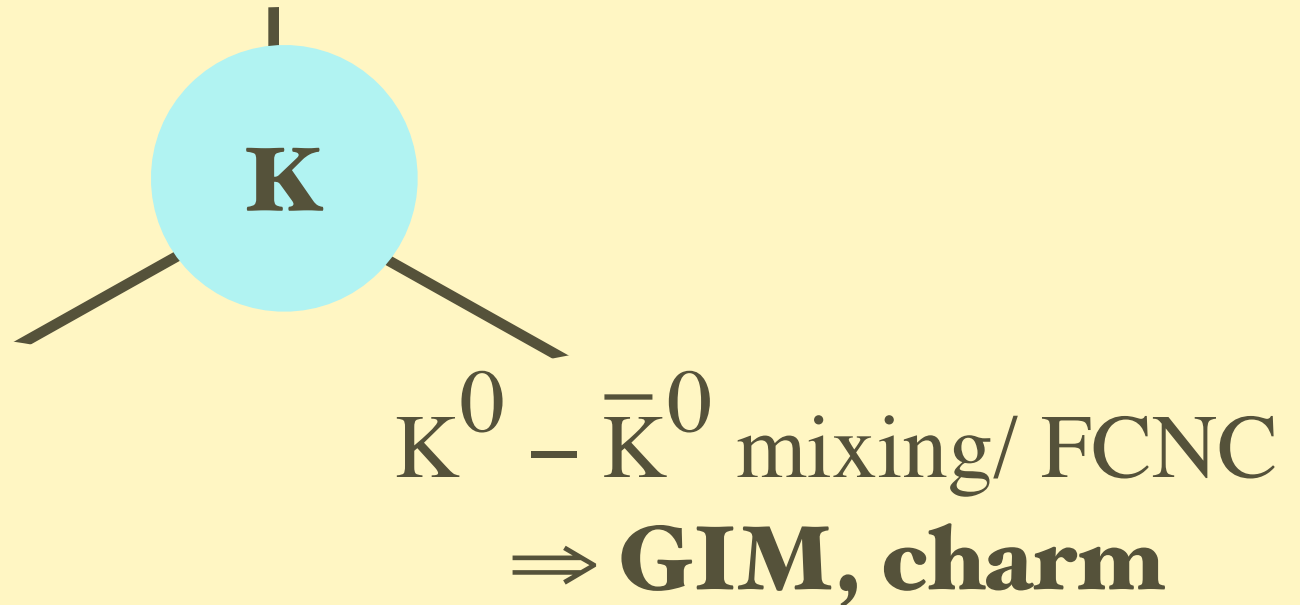 K
K⁰ – K̅⁰ mixing/ FCNC
⇒ GIM, charm